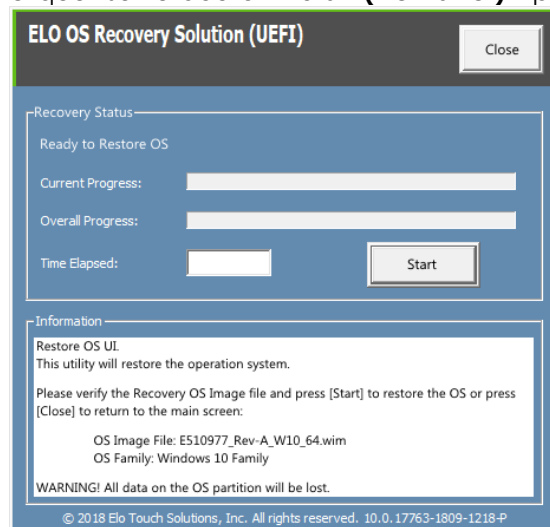 ELO OS Recovery Solution (UEFI)
Close
Recovery Status
Ready to Restore OS
Current Progress:
Overall Progress:
Time Elapsed:
Start
Information
Restore OS UI.
This utility will restore the operation system.
Please verify the Recovery OS Image file and press [Start] to restore the OS or press
[Close] to return to the main screen:
OS Image File: E510977_Rev-A_W10_64.wim
OS Family: Windows 10 Family
WARNING! All data on the OS partition will be lost.
© 2018 Elo Touch Solutions, Inc. All rights reserved. 10.0.17763-1809-1218-P